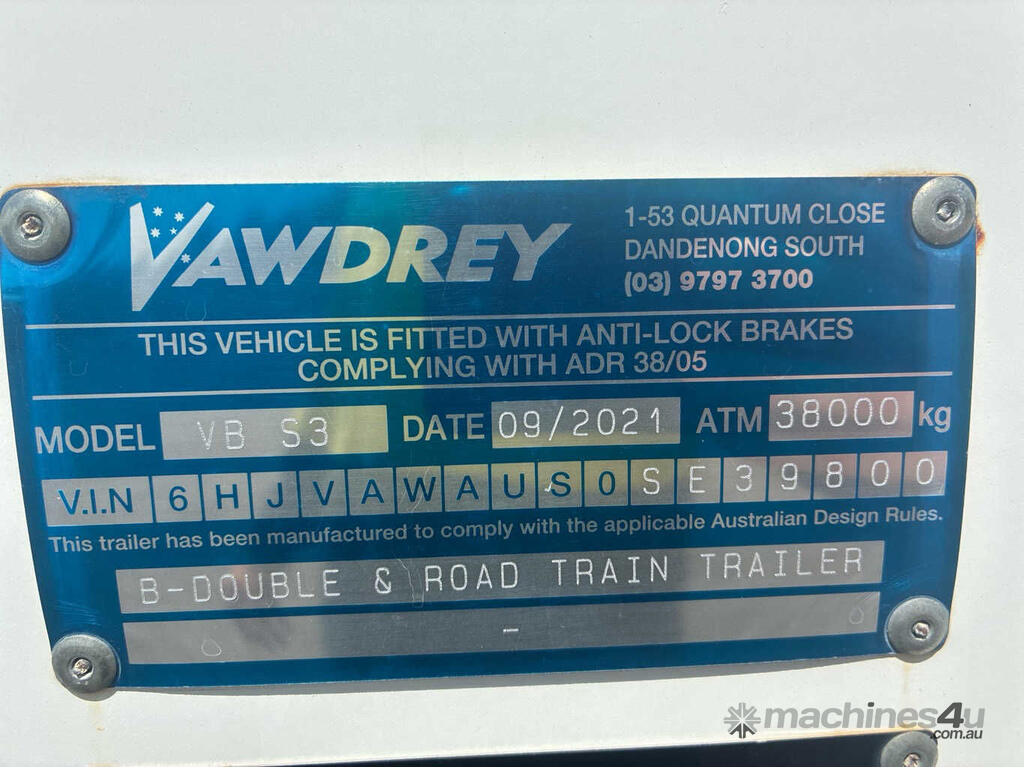 VAWDREY
1-53 QUANTUM CLOSE
DANDENONG SOUTH
(03) 9797 3700
THIS VEHICLE IS FITTED WITH ANTI-LOCK BRAKES
COMPLYING WITH ADR 38/05
MODEL VB S3 DATE 09/2021 ATM 38000 kg
V.I.N 6HJVAWAUS0SE39800
This trailer has been manufactured to comply with the applicable Australian Design Rules.
B-DOUBLE & ROAD TRAIN TRAILER
-
machines4u
.com.au